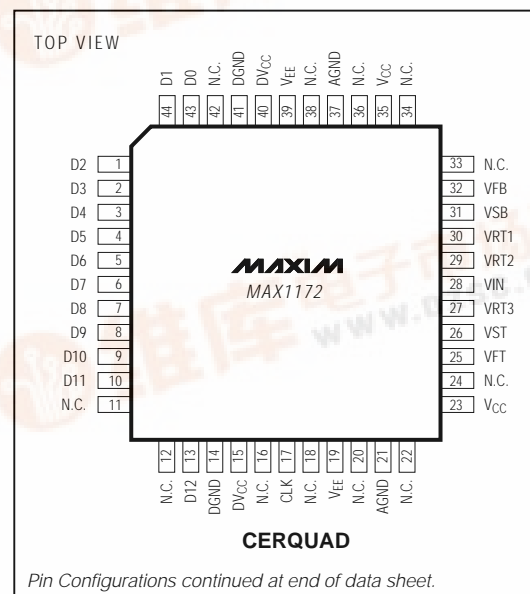 TOP VIEW
D1 D0 N.C. DGND DVCC VEE N.C. AGND N.C. VCC N.C.
44 43 42 41 40 39 38 37 36 35 34
D2 1
D3 2
D4 3
D5 4
D6 5
D7 6
D8 7
D9 8
D10 9
D11 10
N.C. 11
MAXIM
MAX1172
33 N.C.
32 VFB
31 VSB
30 VRT1
29 VRT2
28 VIN
27 VRT3
26 VST
25 VFT
24 N.C.
23 VCC
12 13 14 15 16 17 18 19 20 21 22
N.C. D12 DGND DVCC N.C. CLK N.C. VEE N.C. AGND N.C.
CERQUAD
Pin Configurations continued at end of data sheet.